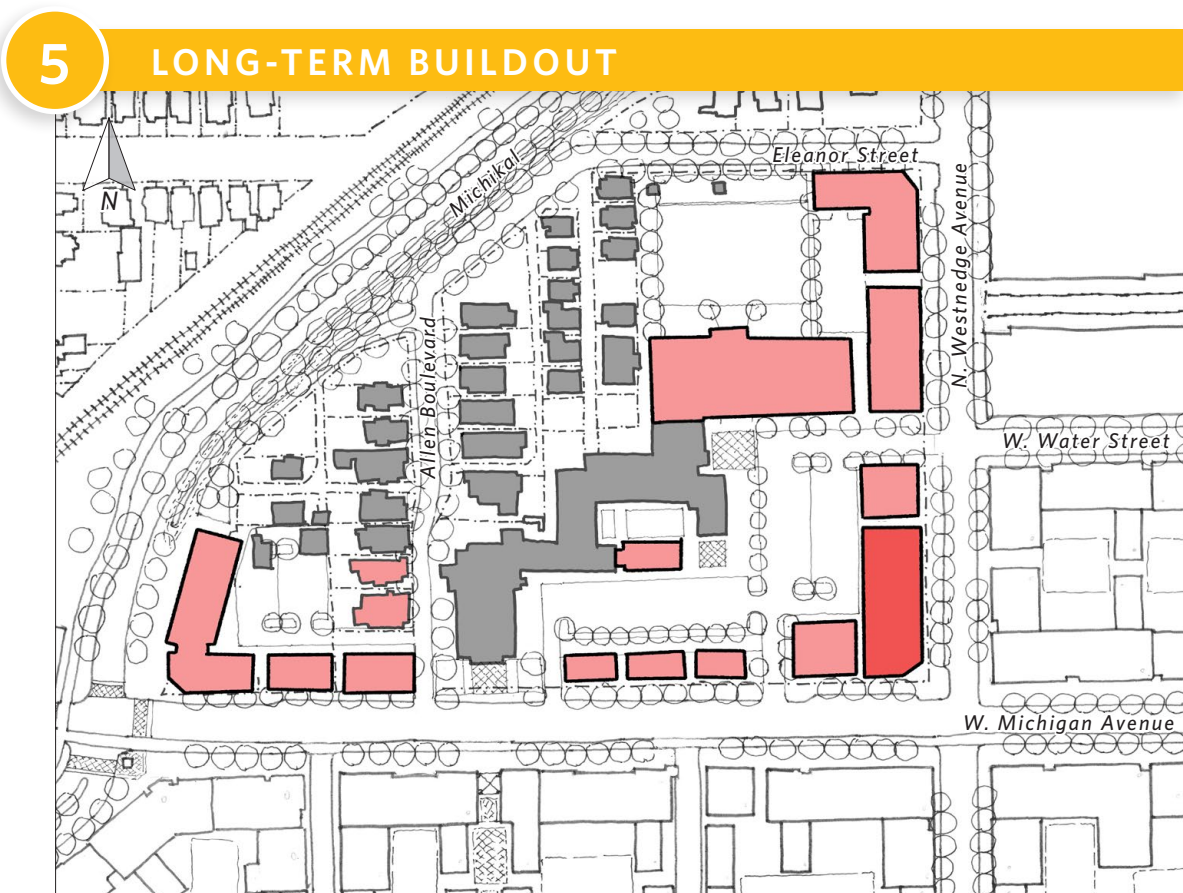 5
LONG-TERM BUILDOUT
Eleanor Street
Michikal
N
N. Westnedge Avenue
Allen Boulevard
W. Water Street
W. Michigan Avenue